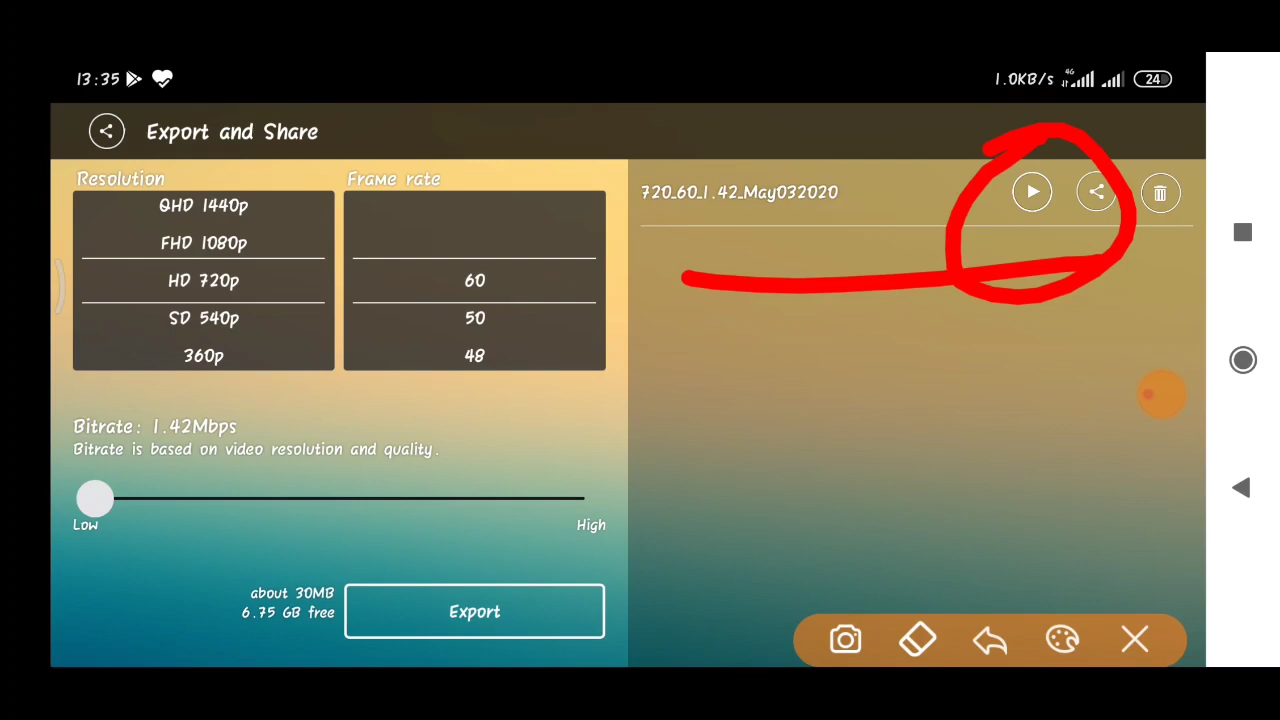 13:35
1.0KB/s 4G 24
Export and Share
Resolution
Frame rate
QHD 1440p
FHD 1080p
HD 720p
SD 540p
360p
60
50
48
720_60_1.42_May032020
Bitrate: 1.42Mbps
Bitrate is based on video resolution and quality.
Low
High
about 30MB
6.75 GB free
Export